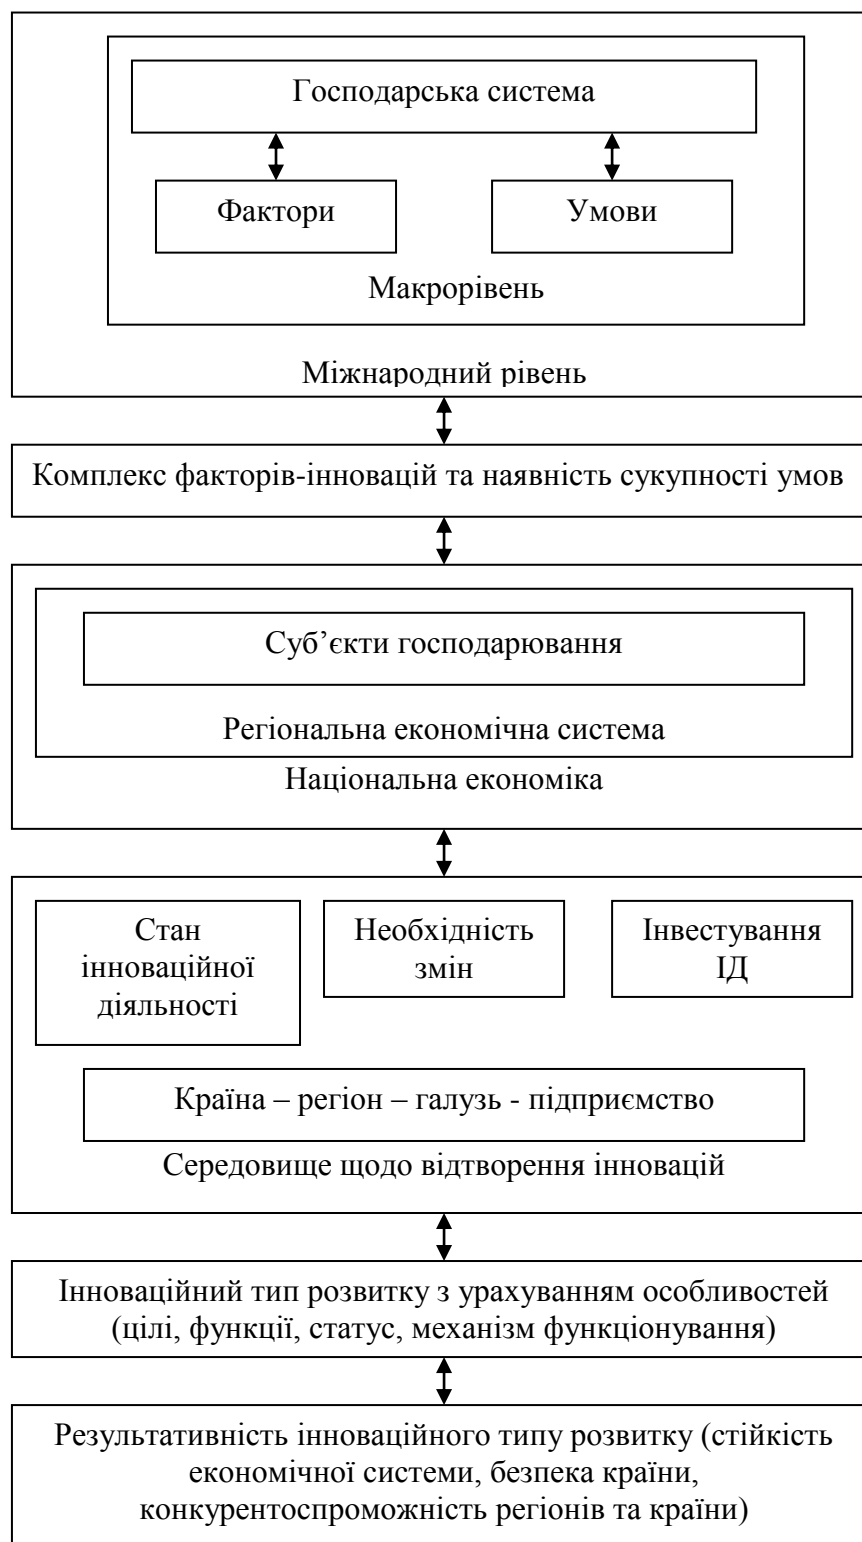 Господарська система
Фактори
Умови
Макрорівень
Міжнародний рівень
Комплекс факторів-інновацій та наявність сукупності умов
Суб’єкти господарювання
Регіональна економічна система
Національна економіка
Стан
інноваційної
діяльності
Необхідність
змін
Інвестування
ІД
Країна – регіон – галузь - підприємство
Середовище щодо відтворення інновацій
Інноваційний тип розвитку з урахуванням особливостей
(цілі, функції, статус, механізм функціонування)
Результативність інноваційного типу розвитку (стійкість
економічної системи, безпека країни,
конкурентоспроможність регіонів та країни)